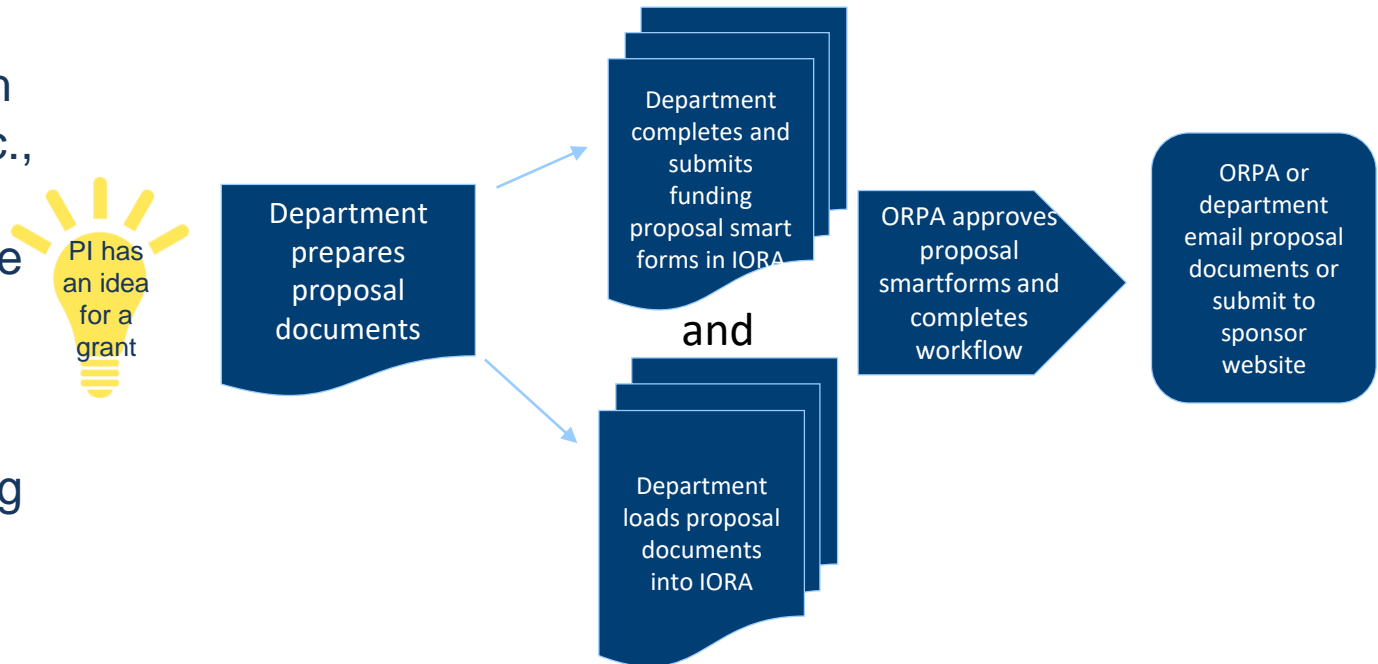 n
c.,
e
g
PI has
an idea
for a
grant
Department
prepares
proposal
documents
Department
completes and
submits
funding
proposal smart
forms in IORA
and
Department
loads proposal
documents
into IORA
ORPA approves
proposal
smartforms and
completes
workflow
ORPA or
department
email proposal
documents or
submit to
sponsor
website